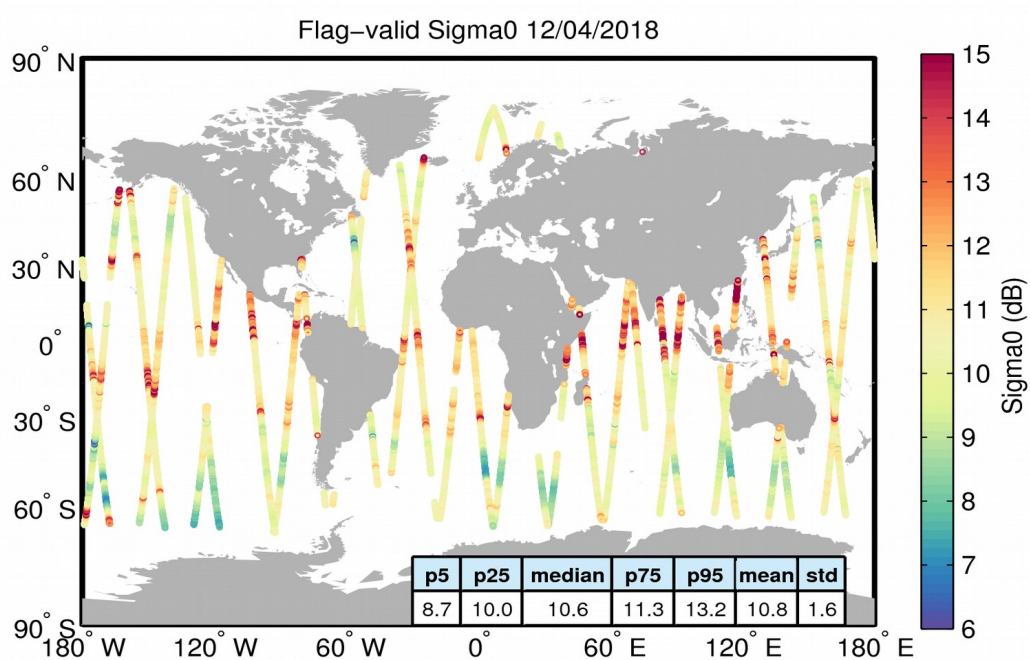 Flag−valid Sigma0 12/04/2018
90° N
60° N
30° N
0°
30° S
60° S
90° S
180° W
120° W
60° W
0°
60° E
120° E
180° E
15
14
13
12
11
10
9
8
7
6
Sigma0 (dB)
p5 p25 median p75 p95 mean std
8.7 10.0 10.6 11.3 13.2 10.8 1.6